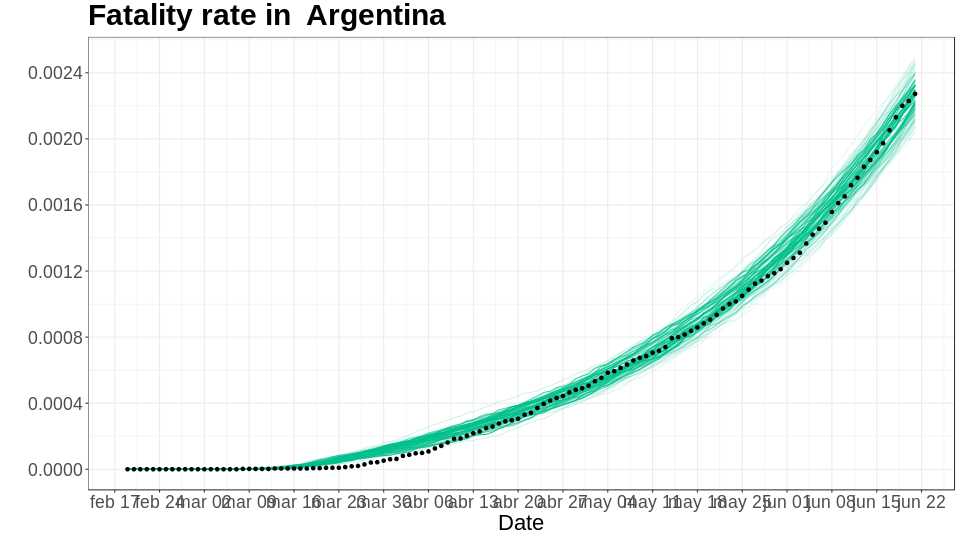 Fatality rate in  Argentina
0.0024
0.0020
0.0016
0.0012
0.0008
0.0004
0.0000
feb 17 feb 24 mar 02 mar 09 mar 16 mar 23 mar 30 abr 06 abr 13 abr 20 abr 27 may 04 may 11 may 18 may 25 jun 01 jun 08 jun 15 jun 22
Date